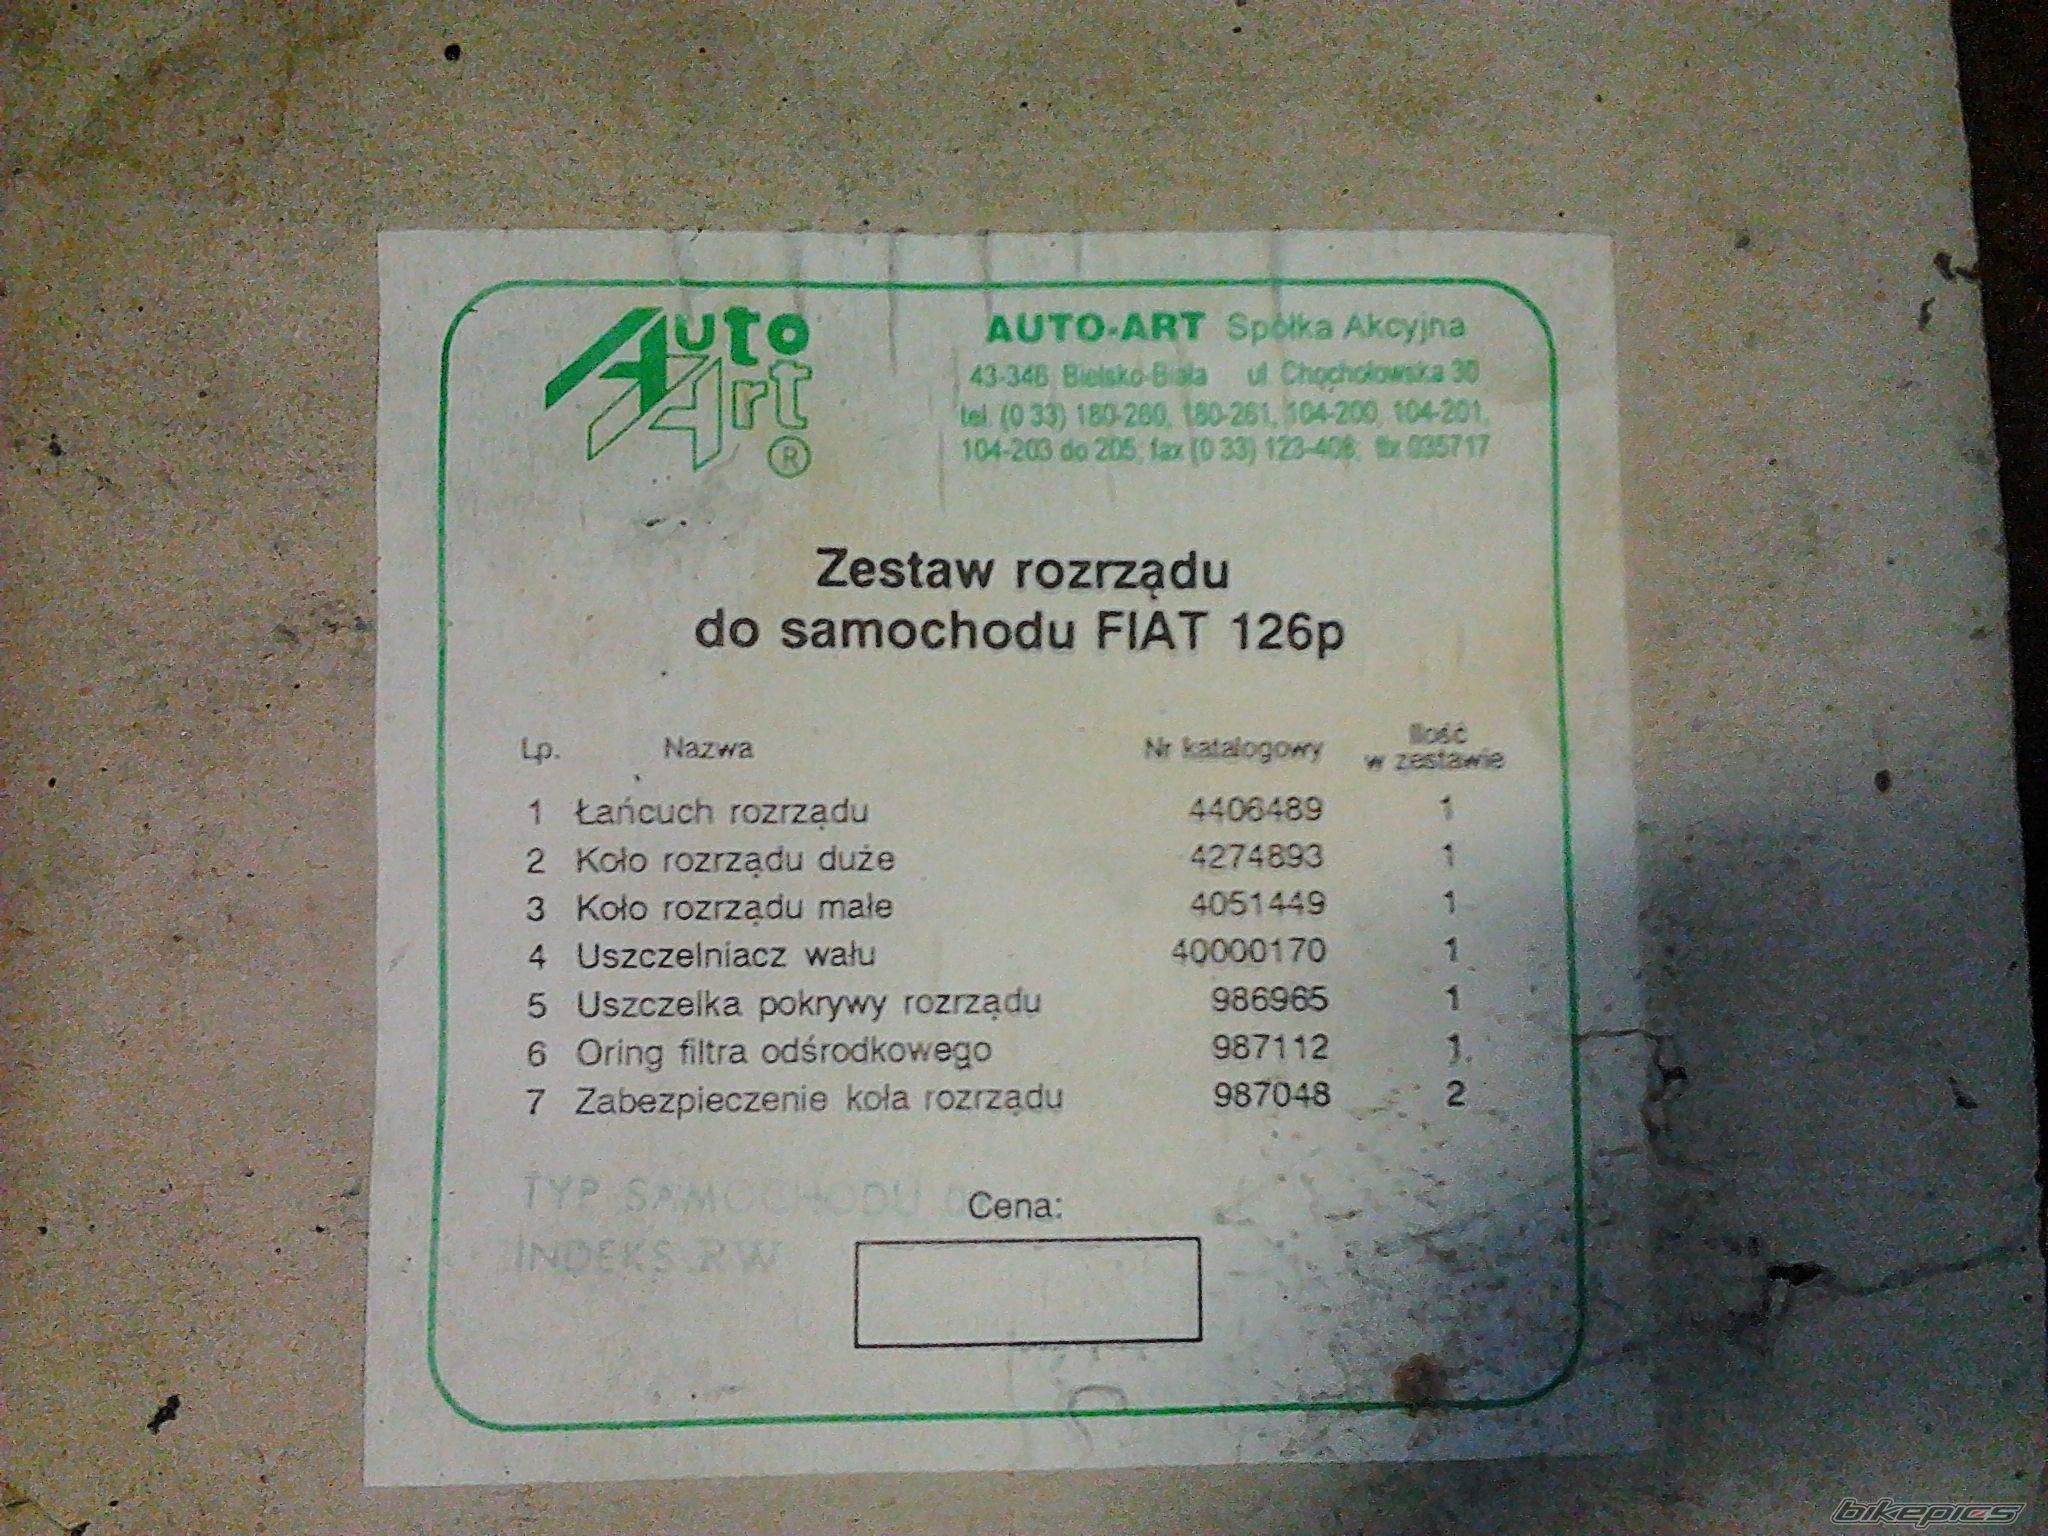 Auto
Art
®
AUTO-ART Spółka Akcyjna
43-346 Bielsko-Biała ul. Chochołowska 30
tel. (0 33) 180-260, 180-261, 104-200, 104-201,
104-203 do 205, fax (0 33) 123-408, tlx 035717
Zestaw rozrządu
do samochodu FIAT 126p
Lp. Nazwa Nr katalogowy Ilość w zestawie
1 Łańcuch rozrządu 4406489 1
2 Koło rozrządu duże 4274893 1
3 Koło rozrządu małe 4051449 1
4 Uszczelniacz wału 40000170 1
5 Uszczelka pokrywy rozrządu 986965 1
6 Oring filtra odśrodkowego 987112 1
7 Zabezpieczenie koła rozrządu 987048 2
TYP SAMOCHODU
Cena:
INDEKS RW
bikepics